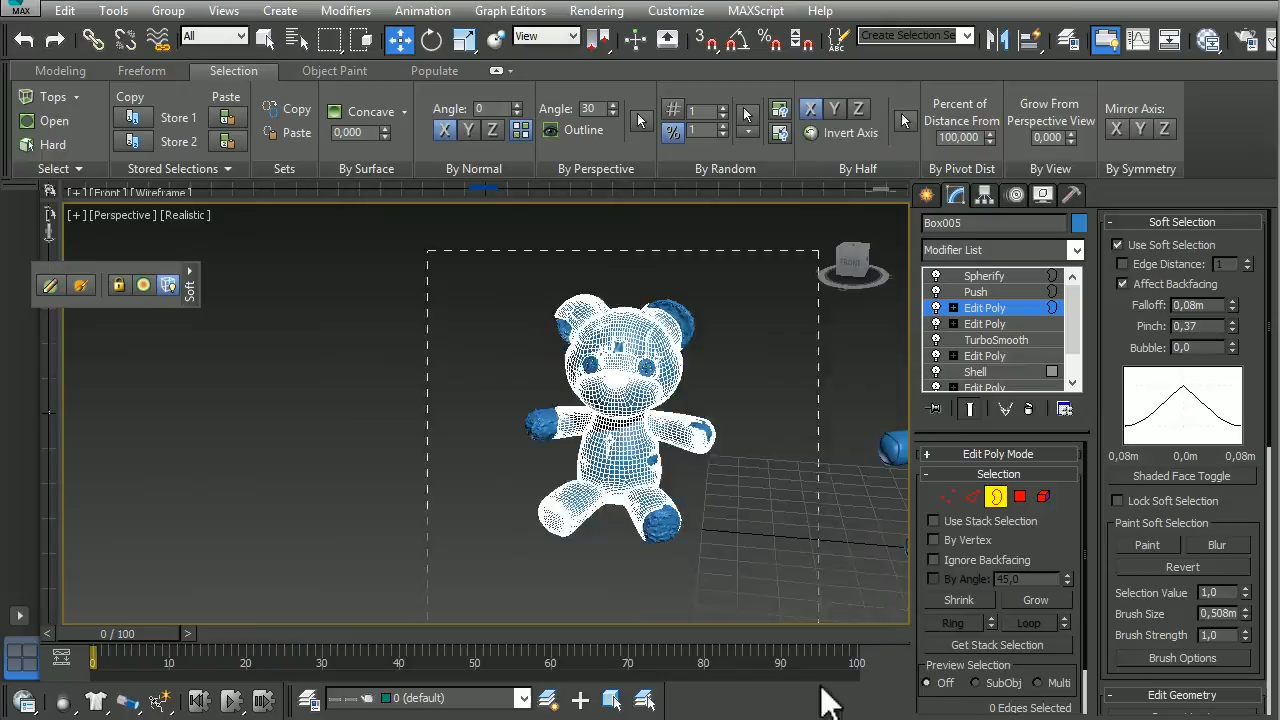 MAX Edit Tools Group Views Create Modifiers Animation Graph Editors Rendering Customize MAXScript Help
All View 3 ABC Create Selection Se
Modeling Freeform Selection Object Paint Populate
Tops Copy Paste Copy Concave Angle: 0 Angle: 30 # 1 X Y Z Percent of Grow From Mirror Axis:
Open Store 1 Paste 0,000 X Y Z Outline % 1 Invert Axis Distance From Perspective View X Y Z
Hard Store 2 100,000 0,000
Select Stored Selections Sets By Surface By Normal By Perspective By Random By Half By Pivot Dist By View By Symmetry
[+] [Front] [Wireframe]
[+] [Perspective] [Realistic]
FRONT
Soft
Box005
Modifier List
Spherify
Push
Edit Poly
Edit Poly
TurboSmooth
Edit Poly
Shell
Edit Poly
+ Edit Poly Mode
- Selection
Use Stack Selection
By Vertex
Ignore Backfacing
By Angle: 45,0
Shrink Grow
Ring Loop
Get Stack Selection
Preview Selection
Off SubObj Multi
0 Edges Selected
- Soft Selection
Use Soft Selection
Edge Distance: 1
Affect Backfacing
Falloff: 0,08m
Pinch: 0,37
Bubble: 0,0
0,08m 0,0m 0,08m
Shaded Face Toggle
Lock Soft Selection
Paint Soft Selection
Paint Blur
Revert
Selection Value 1,0
Brush Size 0,508m
Brush Strength 1,0
Brush Options
- Edit Geometry
< 0 / 100 >
0 10 20 30 40 50 60 70 80 90 100
0 (default)